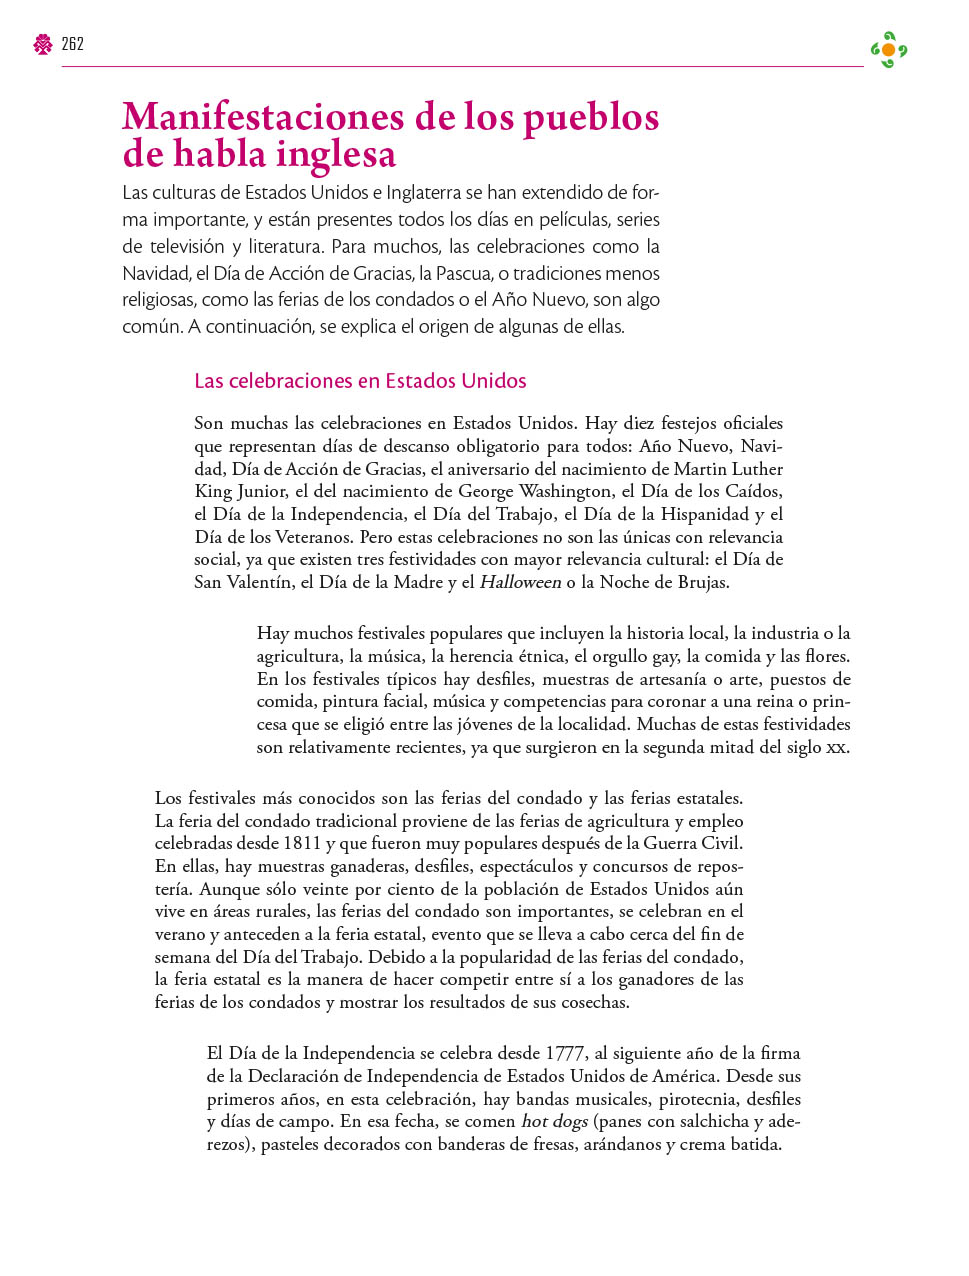 262
Manifestaciones de los pueblos
de habla inglesa
Las culturas de Estados Unidos e Inglaterra se han extendido de for-
ma importante, y están presentes todos los días en películas, series
de televisión y literatura. Para muchos, las celebraciones como la
Navidad, el Día de Acción de Gracias, la Pascua, o tradiciones menos
religiosas, como las ferias de los condados o el Año Nuevo, son algo
común. A continuación, se explica el origen de algunas de ellas.
Las celebraciones en Estados Unidos
Son muchas las celebraciones en Estados Unidos. Hay diez festejos oficiales
que representan días de descanso obligatorio para todos: Año Nuevo, Navi-
dad, Día de Acción de Gracias, el aniversario del nacimiento de Martin Luther
King Junior, el del nacimiento de George Washington, el Día de los Caídos,
el Día de la Independencia, el Día del Trabajo, el Día de la Hispanidad y el
Día de los Veteranos. Pero estas celebraciones no son las únicas con relevancia
social, ya que existen tres festividades con mayor relevancia cultural: el Día de
San Valentín, el Día de la Madre y el Halloween o la Noche de Brujas.
Hay muchos festivales populares que incluyen la historia local, la industria o la
agricultura, la música, la herencia étnica, el orgullo gay, la comida y las flores.
En los festivales típicos hay desfiles, muestras de artesanía o arte, puestos de
comida, pintura facial, música y competencias para coronar a una reina o prin-
cesa que se eligió entre las jóvenes de la localidad. Muchas de estas festividades
son relativamente recientes, ya que surgieron en la segunda mitad del siglo XX.
Los festivales más conocidos son las ferias del condado y las ferias estatales.
La feria del condado tradicional proviene de las ferias de agricultura y empleo
celebradas desde 1811 y que fueron muy populares después de la Guerra Civil.
En ellas, hay muestras ganaderas, desfiles, espectáculos y concursos de repos-
tería. Aunque sólo veinte por ciento de la población de Estados Unidos aún
vive en áreas rurales, las ferias del condado son importantes, se celebran en el
verano y anteceden a la feria estatal, evento que se lleva a cabo cerca del fin de
semana del Día del Trabajo. Debido a la popularidad de las ferias del condado,
la feria estatal es la manera de hacer competir entre sí a los ganadores de las
ferias de los condados y mostrar los resultados de sus cosechas.
El Día de la Independencia se celebra desde 1777, al siguiente año de la firma
de la Declaración de Independencia de Estados Unidos de América. Desde sus
primeros años, en esta celebración, hay bandas musicales, pirotecnia, desfiles
y días de campo. En esa fecha, se comen hot dogs (panes con salchicha y ade-
rezos), pasteles decorados con banderas de fresas, arándanos y crema batida.